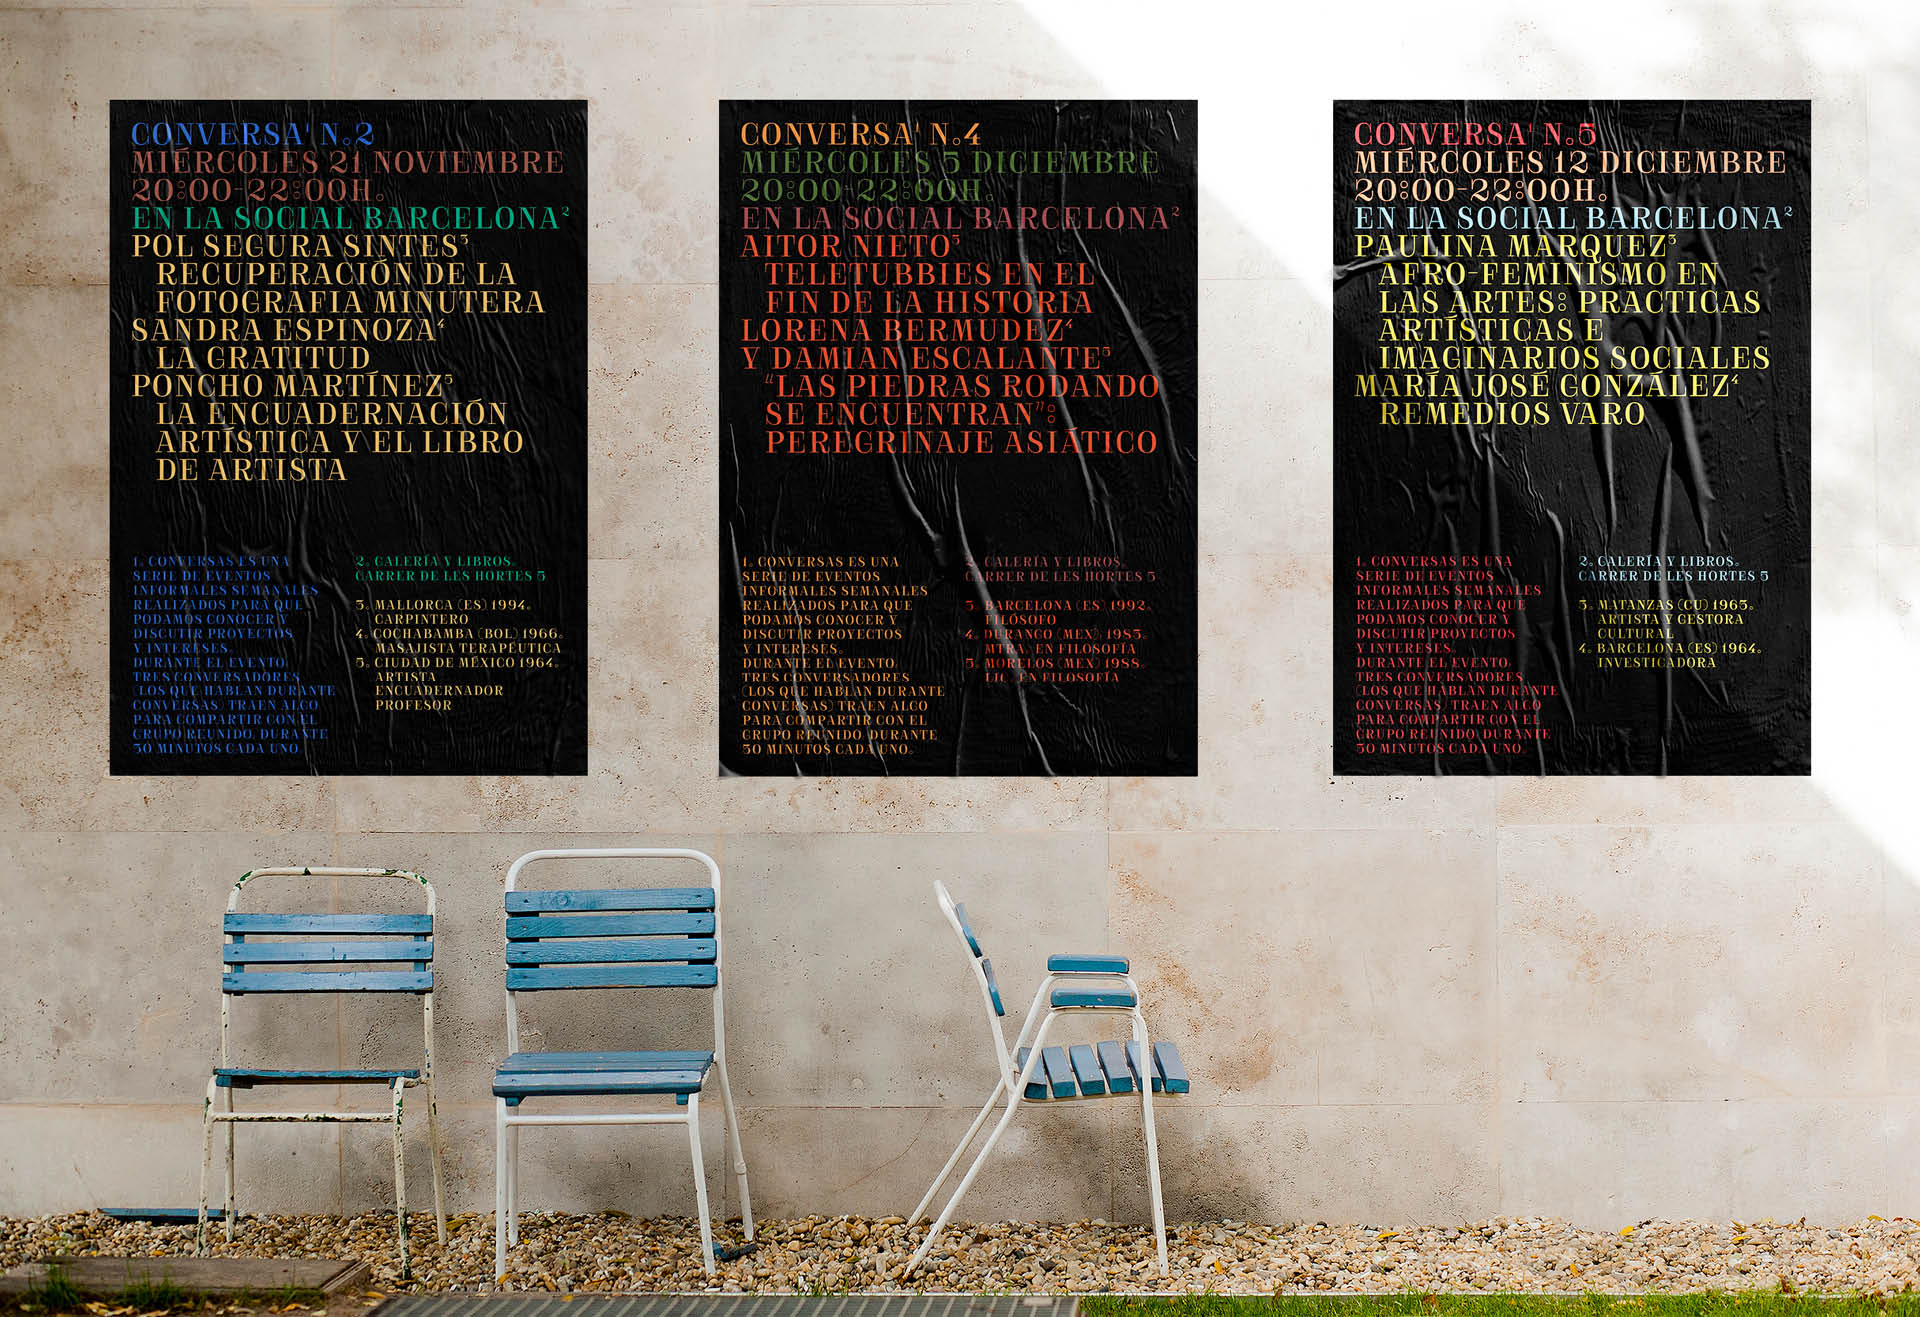 CONVERSA¹ N.2
MIÉRCOLES 21 NOVIEMBRE
20:00-22:00H.
EN LA SOCIAL BARCELONA²
POL SEGURA SINTES³
RECUPERACIÓN DE LA
FOTOGRAFIA MINUTERA
SANDRA ESPINOZA⁴
LA GRATITUD
PONCHO MARTÍNEZ⁵
LA ENCUADERNACIÓN
ARTÍSTICA Y EL LIBRO
DE ARTISTA
1. CONVERSAS ES UNA
SERIE DE EVENTOS
INFORMALES SEMANALES
REALIZADOS PARA QUE
PODAMOS CONOCER Y
DISCUTIR PROYECTOS
Y INTERESES.
DURANTE EL EVENTO,
TRES CONVERSADORES
(LOS QUE HABLAN DURANTE
CONVERSAS) TRAEN ALGO
PARA COMPARTIR CON EL
GRUPO REUNIDO, DURANTE
30 MINUTOS CADA UNO.
2. GALERÍA Y LIBROS.
CARRER DE LES HORTES 5
3. MALLORCA (ES) 1994.
CARPINTERO
4. COCHABAMBA (BOL) 1966.
MASAJISTA TERAPÉUTICA
5. CIUDAD DE MÉXICO 1964.
ARTISTA
ENCUADERNADOR
PROFESOR
CONVERSA¹ N.4
MIÉRCOLES 5 DICIEMBRE
20:00-22:00H.
EN LA SOCIAL BARCELONA²
AITOR NIETO³
TELETUBBIES EN EL
FIN DE LA HISTORIA
LORENA BERMUDEZ⁴
Y DAMIAN ESCALANTE⁵
"LAS PIEDRAS RODANDO
SE ENCUENTRAN":
PEREGRINAJE ASIÁTICO
1. CONVERSAS ES UNA
SERIE DE EVENTOS
INFORMALES SEMANALES
REALIZADOS PARA QUE
PODAMOS CONOCER Y
DISCUTIR PROYECTOS
Y INTERESES.
DURANTE EL EVENTO,
TRES CONVERSADORES
(LOS QUE HABLAN DURANTE
CONVERSAS) TRAEN ALGO
PARA COMPARTIR CON EL
GRUPO REUNIDO, DURANTE
30 MINUTOS CADA UNO.
2. GALERÍA Y LIBROS.
CARRER DE LES HORTES 5
3. BARCELONA (ES) 1992.
FILÓSOFO
4. DURANGO (MEX) 1985.
MTRA. EN FILOSOFÍA
5. MORELOS (MEX) 1988.
LIC. EN FILOSOFÍA
CONVERSA¹ N.5
MIÉRCOLES 12 DICIEMBRE
20:00-22:00H.
EN LA SOCIAL BARCELONA²
PAULINA MARQUEZ³
AFRO-FEMINISMO EN
LAS ARTES: PRACTICAS
ARTÍSTICAS E
IMAGINARIOS SOCIALES
MARÍA JOSÉ GONZÁLEZ⁴
REMEDIOS VARO
1. CONVERSAS ES UNA
SERIE DE EVENTOS
INFORMALES SEMANALES
REALIZADOS PARA QUE
PODAMOS CONOCER Y
DISCUTIR PROYECTOS
Y INTERESES.
DURANTE EL EVENTO,
TRES CONVERSADORES
(LOS QUE HABLAN DURANTE
CONVERSAS) TRAEN ALGO
PARA COMPARTIR CON EL
GRUPO REUNIDO, DURANTE
30 MINUTOS CADA UNO.
2. GALERÍA Y LIBROS.
CARRER DE LES HORTES 5
3. MATANZAS (CU) 1963.
ARTISTA Y GESTORA
CULTURAL
4. BARCELONA (ES) 1964.
INVESTIGADORA